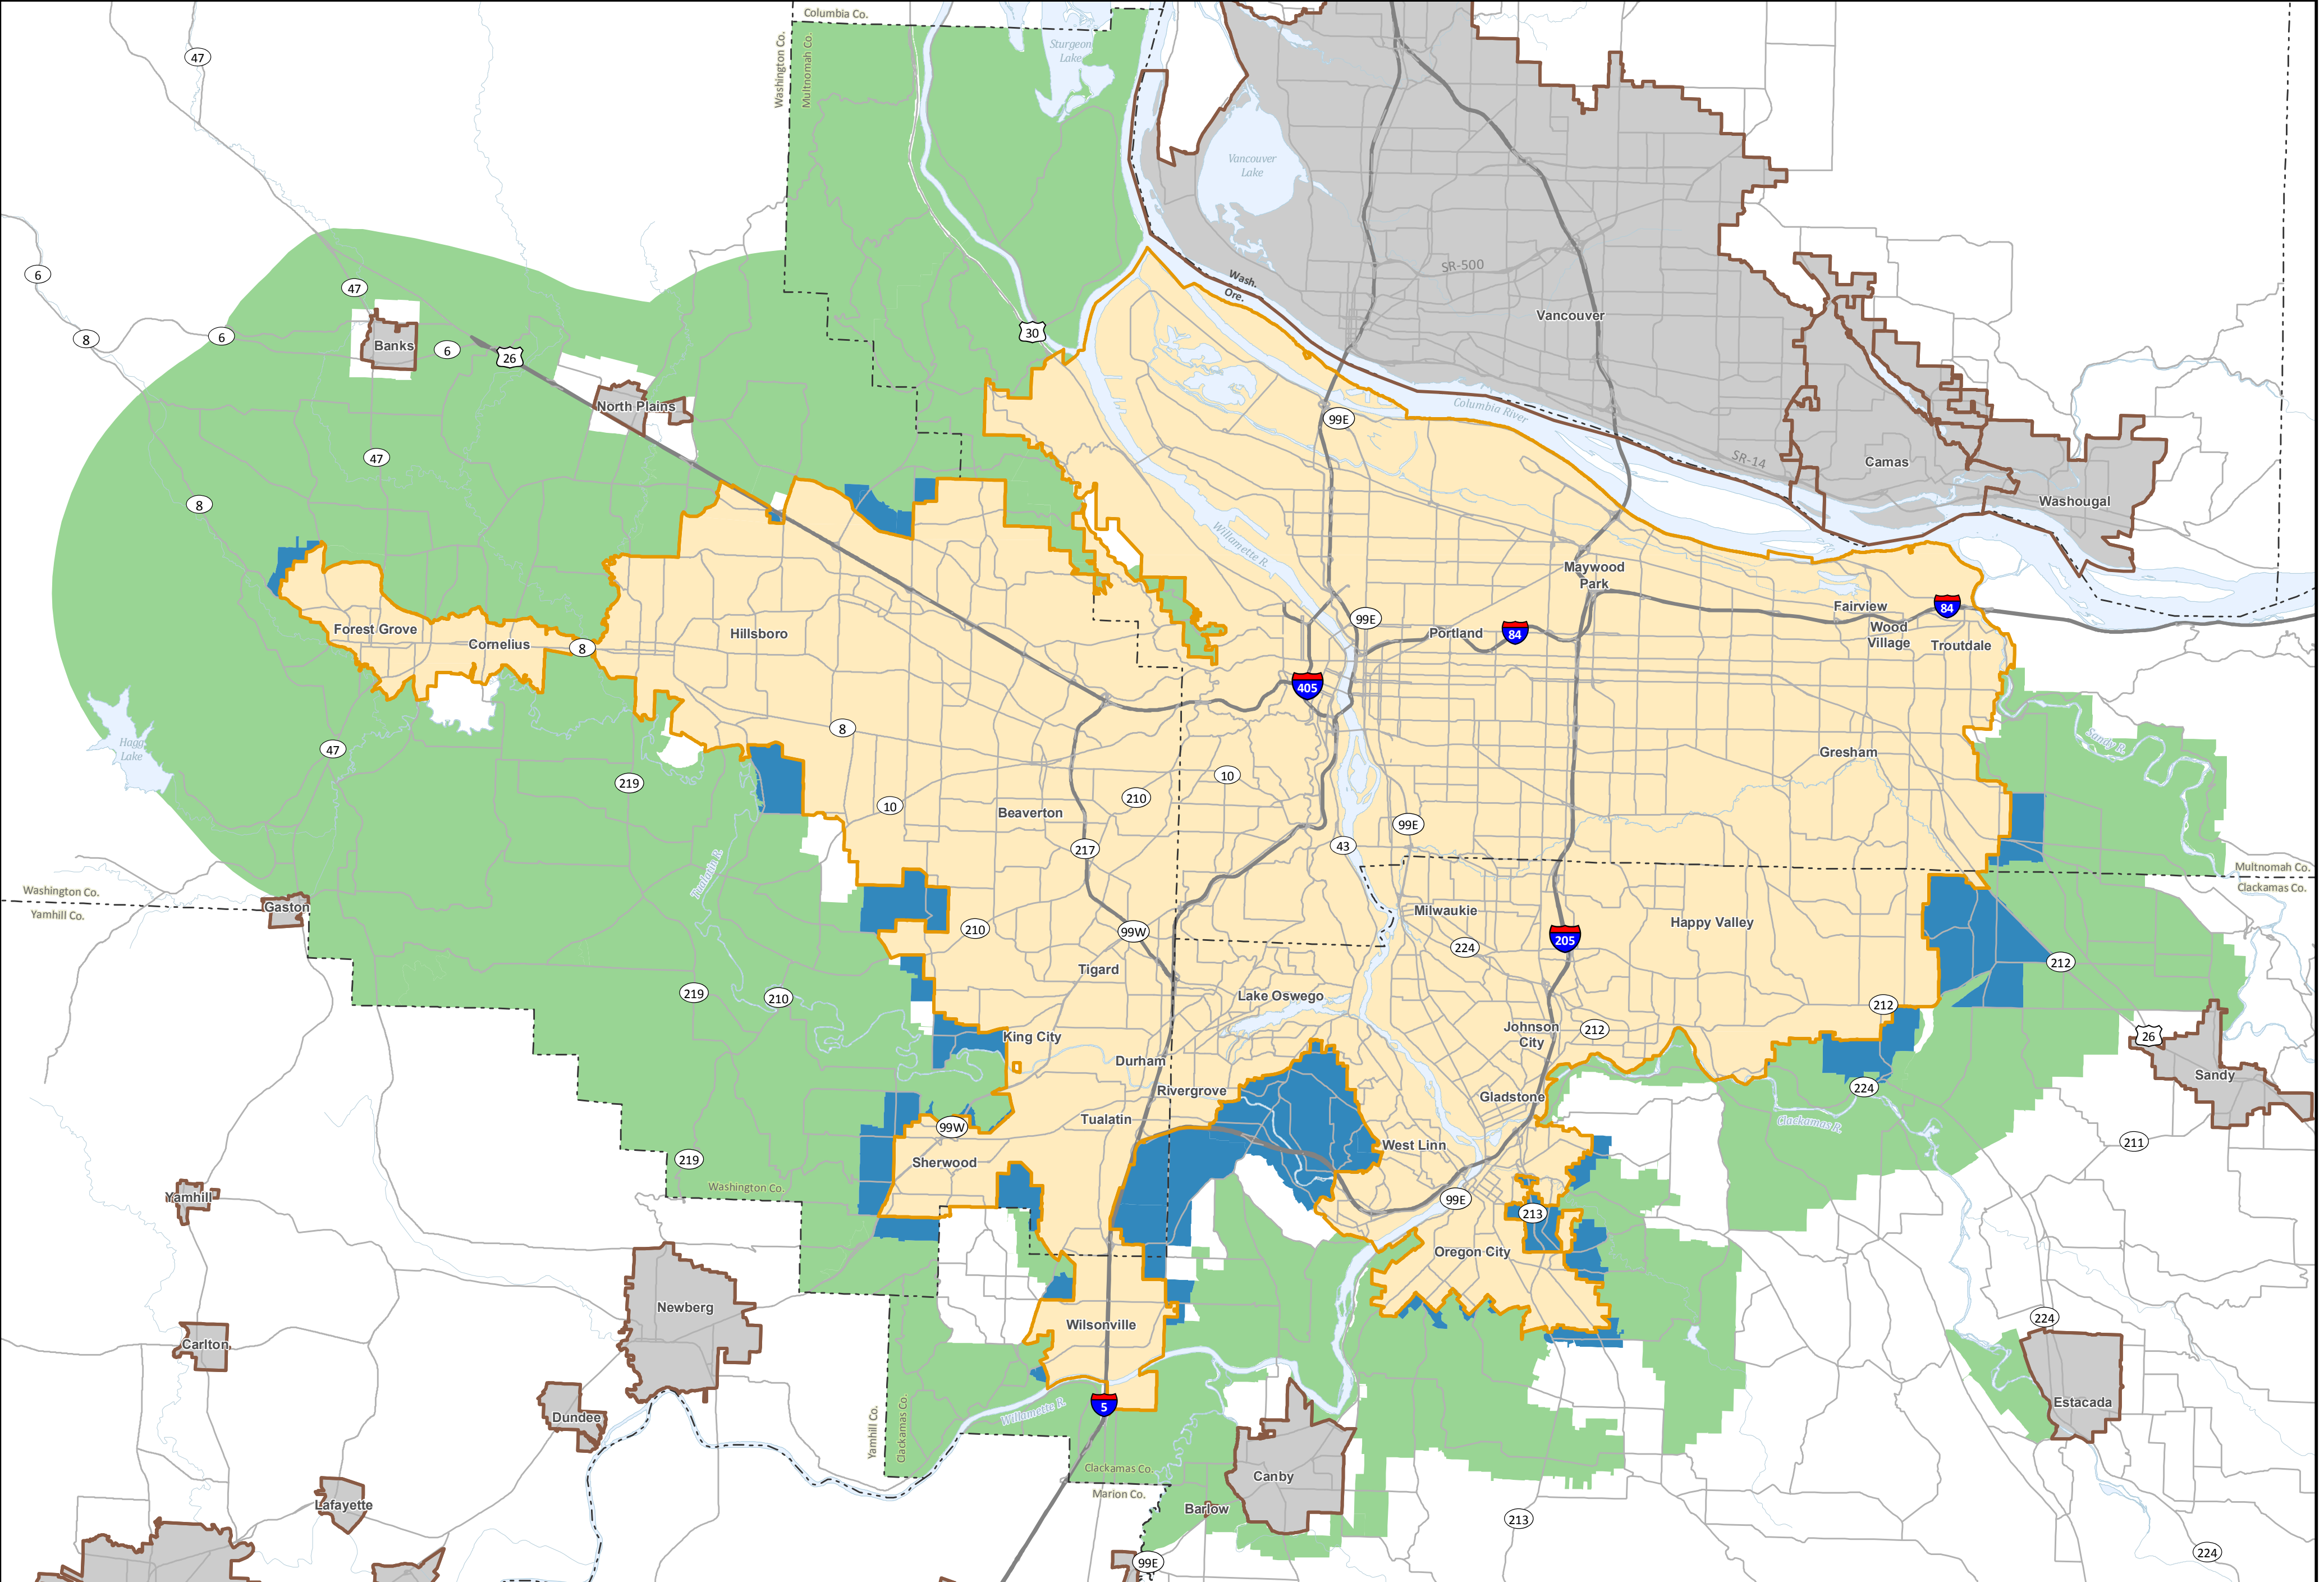 Columbia Co.
Washington Co.
Multnomah Co.
Sturgeon
Lake
47
Vancouver
Lake
6
47
Wash.
Ore.
SR-500
Vancouver
8
6
Banks
6
26
30
North Plains
99E
Columbia River
47
SR-14
Camas
Washougal
8
Willamette R.
Maywood
Park
Fairview
84
Wood
Village
Troutdale
Forest Grove
Cornelius
8
Hillsboro
99E
Portland
84
405
Hagg
Lake
47
8
Sandy R.
Gresham
219
10
210
10
Beaverton
99E
43
217
Tualatin R.
Multnomah Co.
Clackamas Co.
Washington Co.
Yamhill Co.
Gaston
Milwaukie
Happy Valley
210
99W
224
205
212
Tigard
219
210
Lake Oswego
212
King City
Johnson
City
212
26
Durham
Sandy
Rivergrove
224
Gladstone
Tualatin
99W
Clackamas R.
211
West Linn
219
Sherwood
Washington Co.
Yamhill
99E
213
Oregon City
Newberg
Wilsonville
224
Carlton
Estacada
5
Dundee
Willamette R.
Yamhill Co.
Clackamas Co.
Clackamas Co.
Marion Co.
Canby
Lafayette
Barlow
213
99E
224